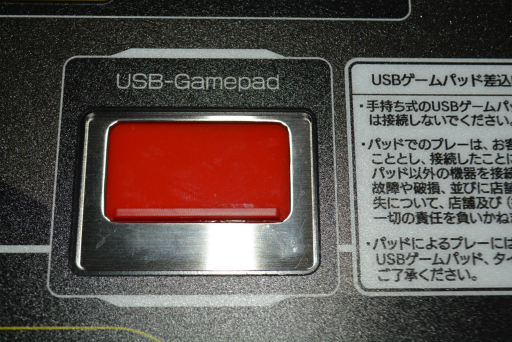 USB-Gamepad
USBゲームパッド差込
・手持ち式のUSBゲームパ
は接続しないでください。
・パッドでのプレーは、お客
こととし、接続したことに
パッド以外の機器を接続
故障や破損、並びに店舗
失について、店舗及び
一切の責任を負いかね
・パッドによるプレーには
USBゲームパッド、タイ
ご了承ください。